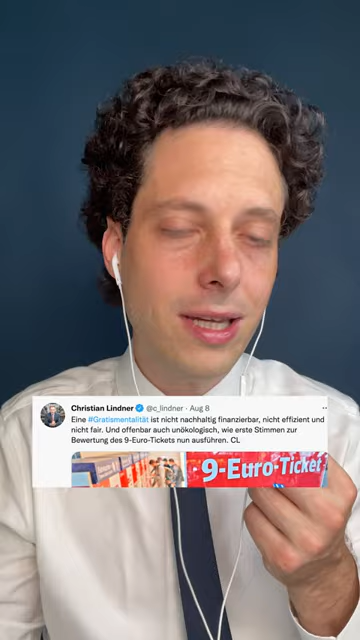 Christian Lindner @c_lindner · Aug 8
Eine #Gratismentalität ist nicht nachhaltig finanzierbar, nicht effizient und
nicht fair. Und offenbar auch unökologisch, wie erste Stimmen zur
Bewertung des 9-Euro-Tickets nun ausführen. CL
9-Euro-Ticket